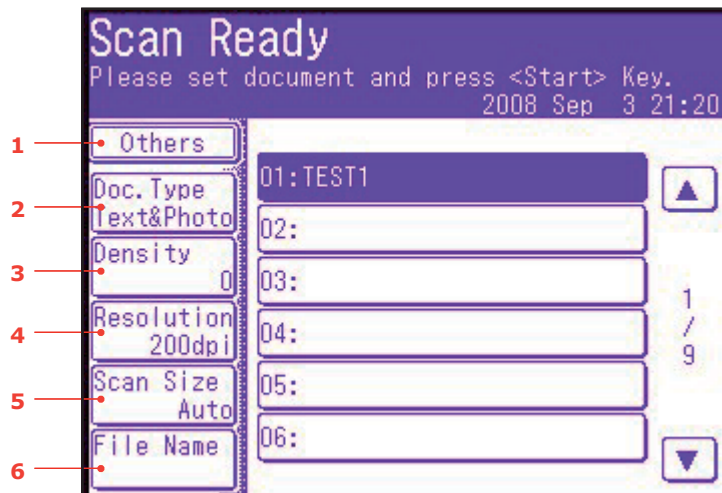 Scan Ready
Please set document and press <Start> Key.
2008 Sep 3 21:20
1
Others
2
Doc.Type
Text&Photo
3
Density
0
4
Resolution
200dpi
5
Scan Size
Auto
6
File Name
01:TEST1
02:
03:
04:
05:
06:
▲
1
/
9
▼